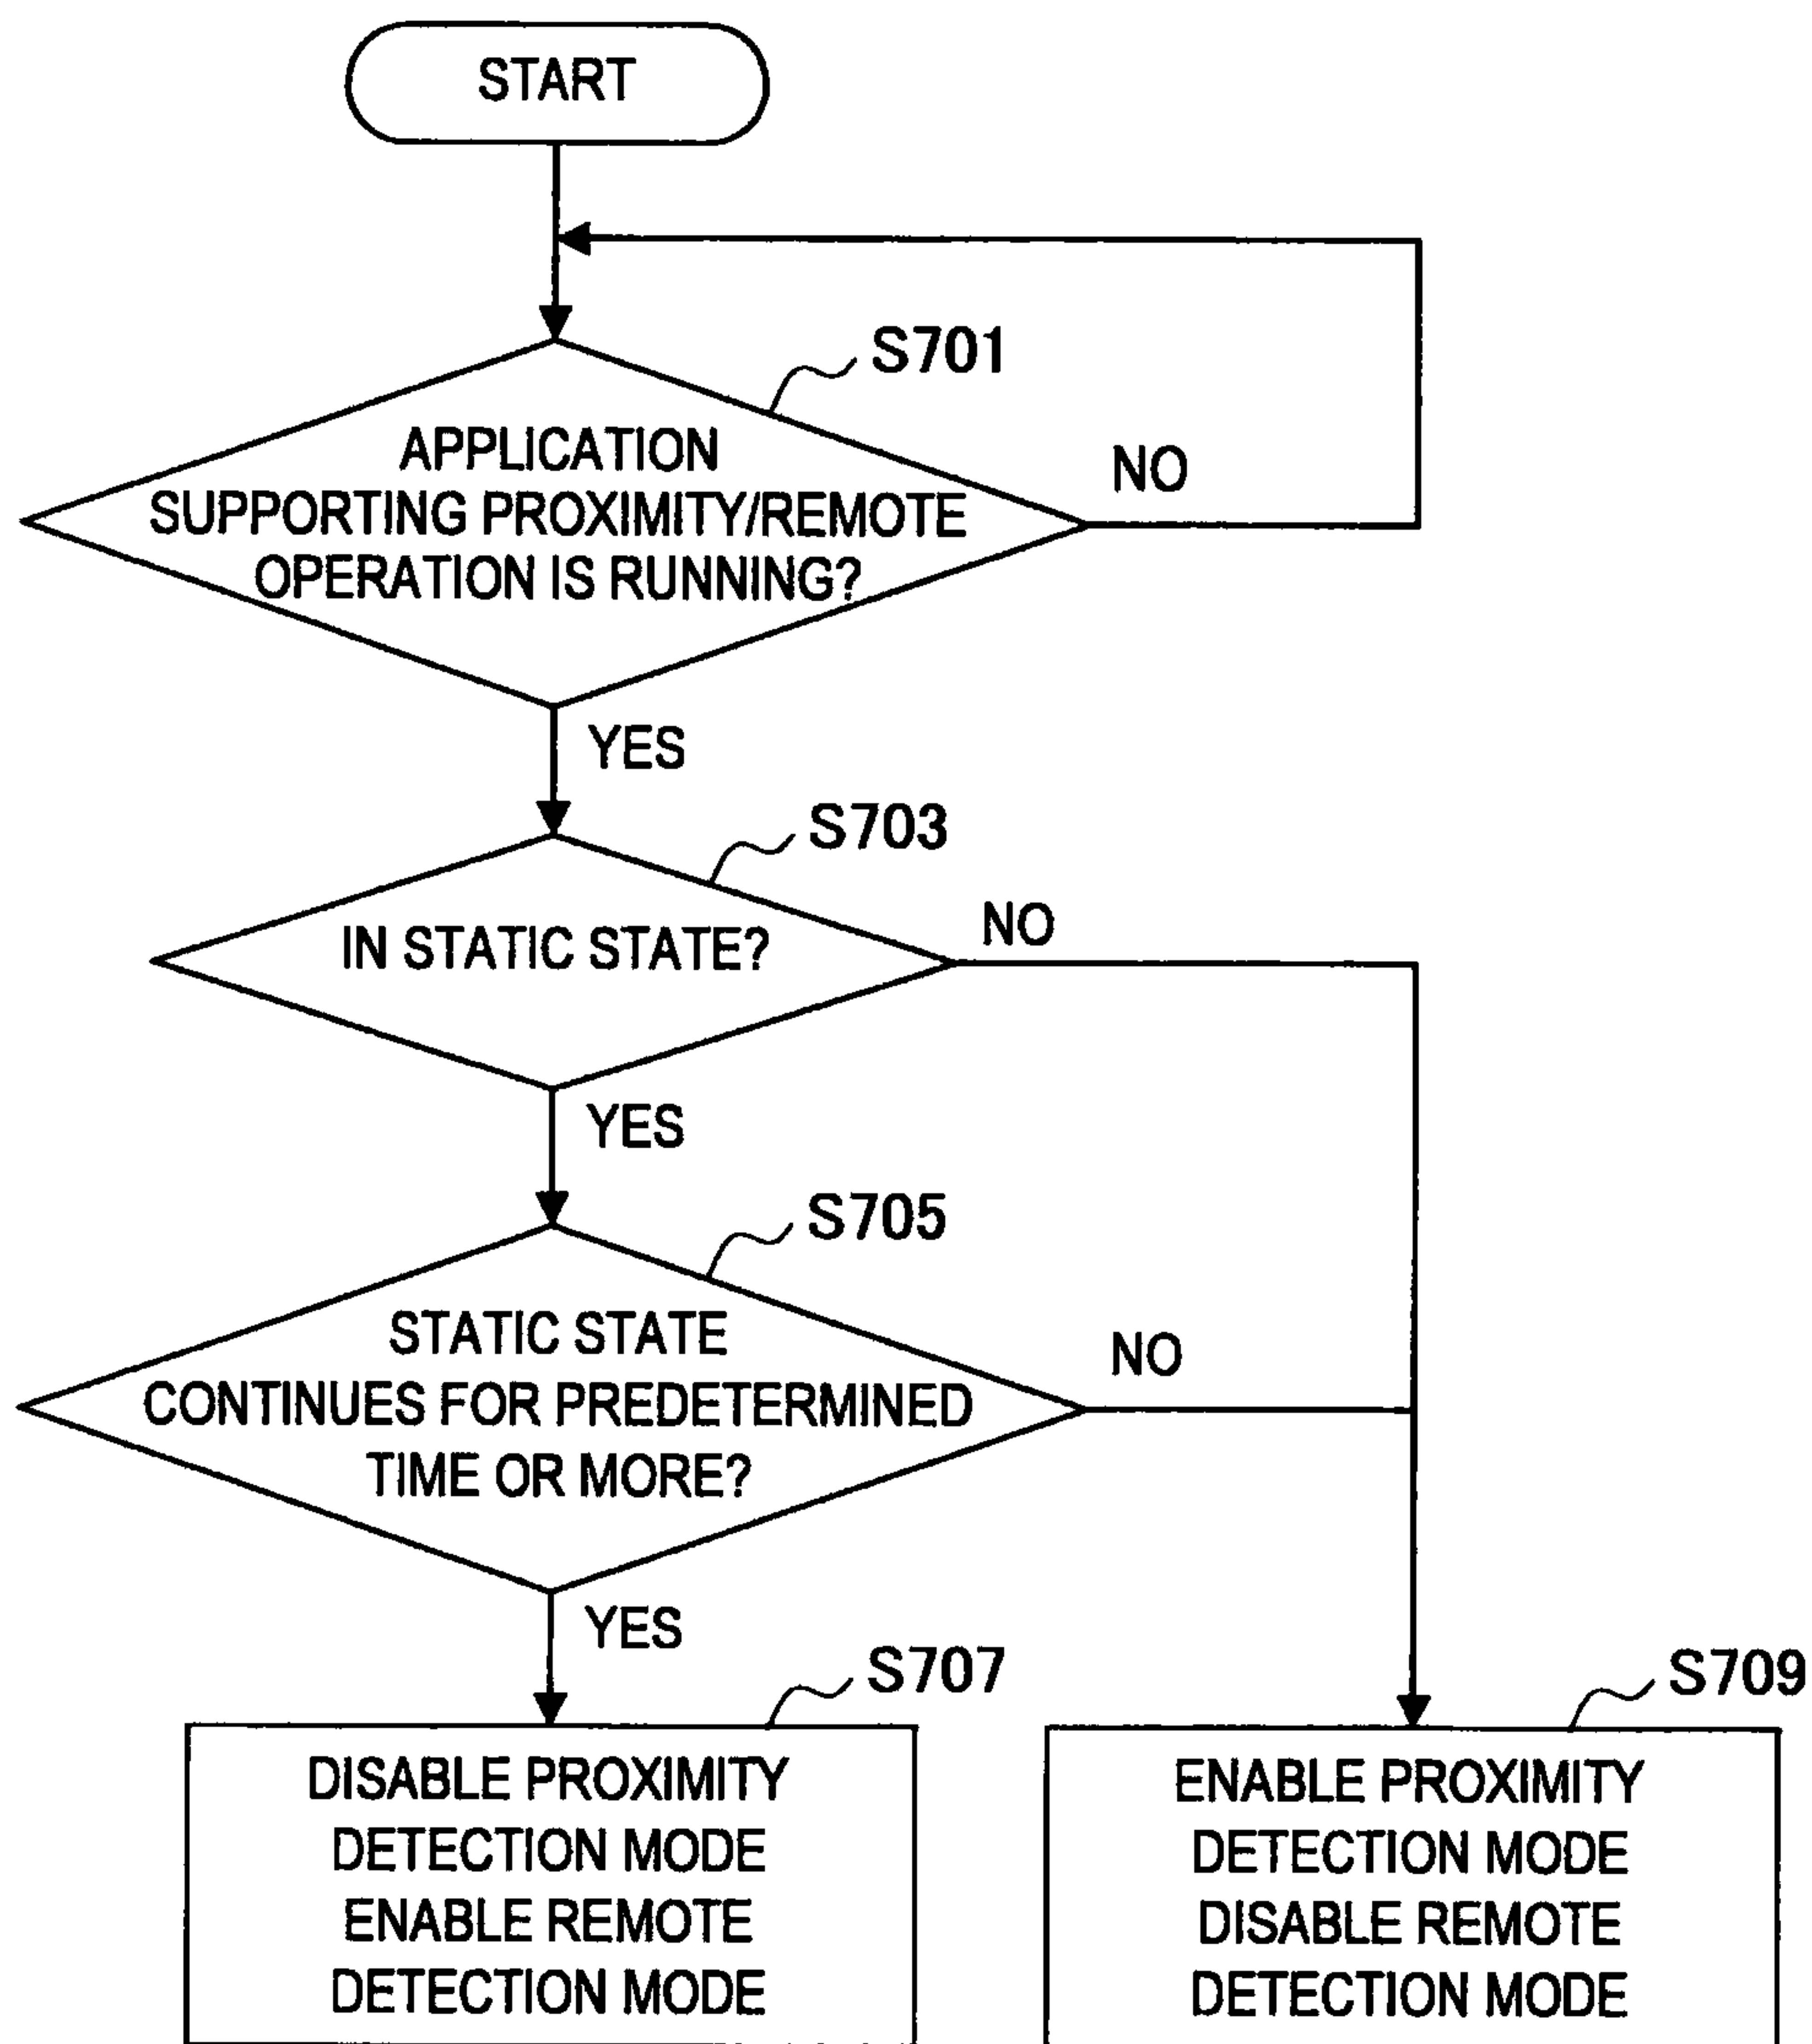 START
S701
APPLICATION
SUPPORTING PROXIMITY/REMOTE
OPERATION IS RUNNING?
NO
YES
S703
IN STATIC STATE?
NO
YES
S705
STATIC STATE
CONTINUES FOR PREDETERMINED
TIME OR MORE?
NO
YES
S707
DISABLE PROXIMITY
DETECTION MODE
ENABLE REMOTE
DETECTION MODE
S709
ENABLE PROXIMITY
DETECTION MODE
DISABLE REMOTE
DETECTION MODE